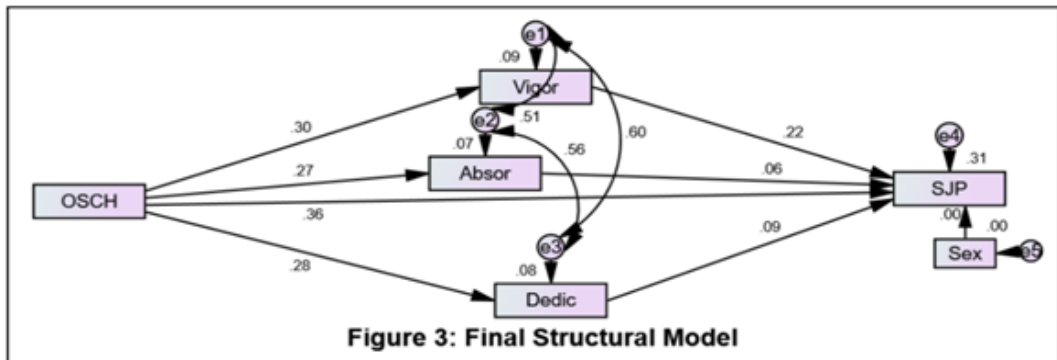 e1
.09
Vigor
.30
e2
.51
.60
.22
e4
.07
.56
.31
.27
Absor
.06
SJP
OSCH
.36
.00
.00
e3
.09
Sex
e5
.28
.08
Dedic
Figure 3: Final Structural Model